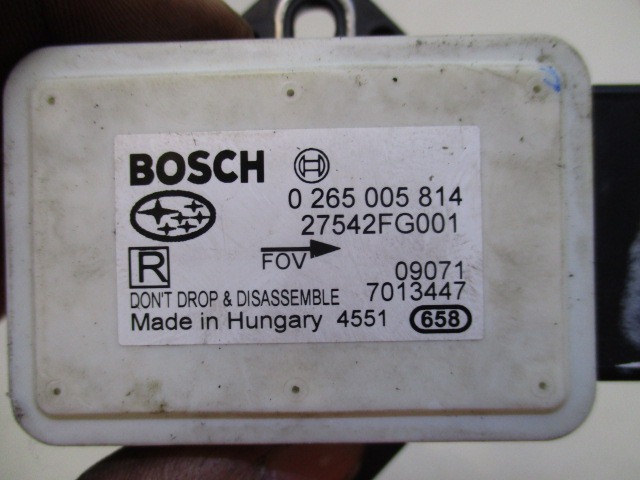 BOSCH
0 265 005 814
27542FG001
R
FOV
09071
DON'T DROP & DISASSEMBLE 7013447
Made in Hungary 4551 658